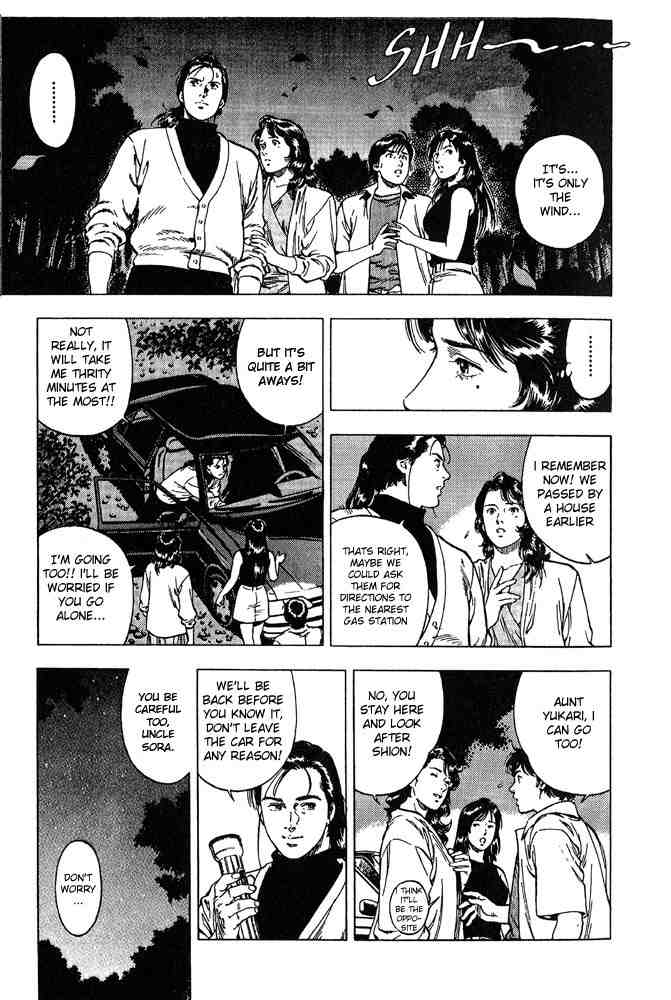 SHH
IT'S...
IT'S ONLY
THE
WIND...
........
........
I REMEMBER
NOW! WE
PASSED BY
A HOUSE
EARLIER
THATS RIGHT,
MAYBE WE
COULD ASK
THEM FOR
DIRECTIONS TO
THE NEAREST
GAS STATION
BUT IT'S
QUITE A BIT
AWAYS!
NOT
REALLY, IT
WILL TAKE
ME THRITY
MINUTES AT
THE MOST!!
I'M GOING
TOO!! I'LL BE
WORRIED IF
YOU GO
ALONE...
AUNT
YUKARI, I
CAN GO
TOO!
NO, YOU
STAY HERE
AND LOOK
AFTER
SHION!
I THINK
IT'LL
BE THE
OPPO-
SITE
WE'LL BE
BACK BEFORE
YOU KNOW IT,
DON'T LEAVE
THE CAR FOR
ANY REASON!
YOU BE
CAREFUL
TOO,
UNCLE
SORA.
DON'T
WORRY
...